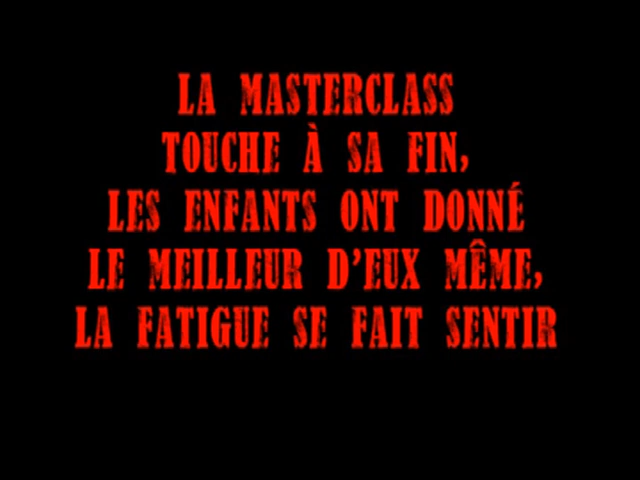 LA MASTERCLASS
TOUCHE À SA FIN,
LES ENFANTS ONT DONNÉ
LE MEILLEUR D'EUX MÊME,
LA FATIGUE SE FAIT SENTIR